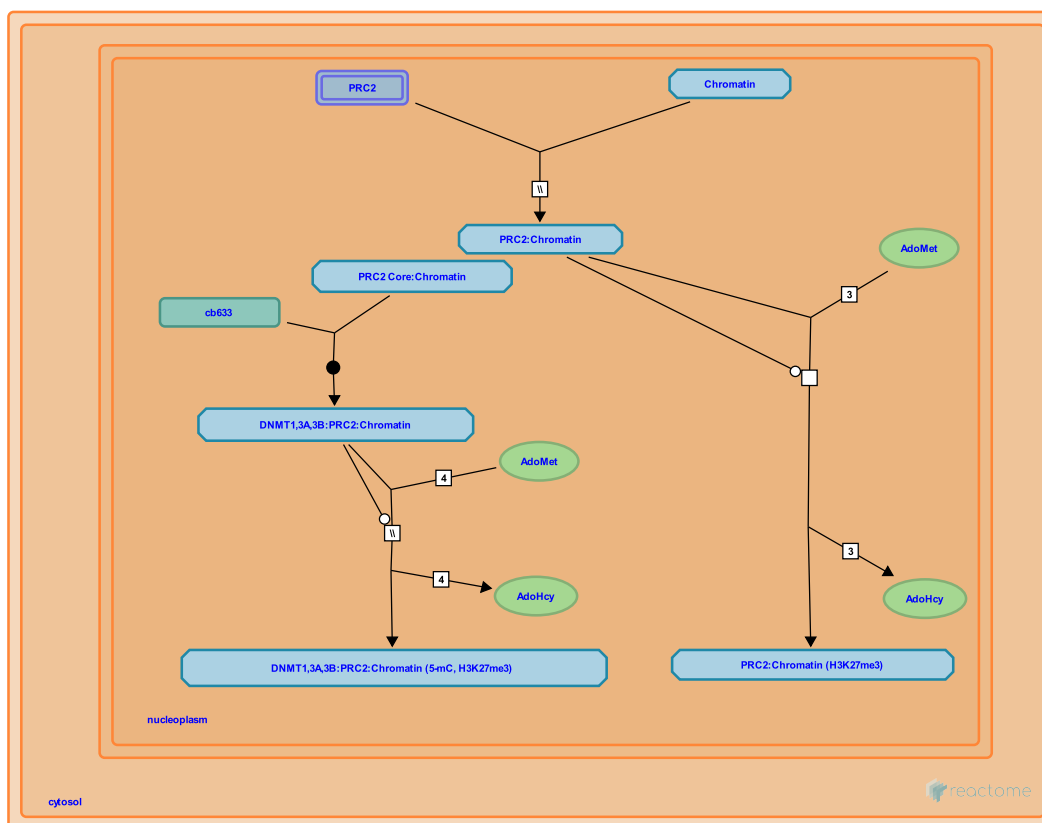 PRC2
Chromatin
\\
PRC2:Chromatin
AdoMet
PRC2 Core:Chromatin
3
cb633
DNMT1,3A,3B:PRC2:Chromatin
AdoMet
4
\\
3
4
AdoHcy
AdoHcy
DNMT1,3A,3B:PRC2:Chromatin (5-mC, H3K27me3)
PRC2:Chromatin (H3K27me3)
nucleoplasm
reactome
cytosol